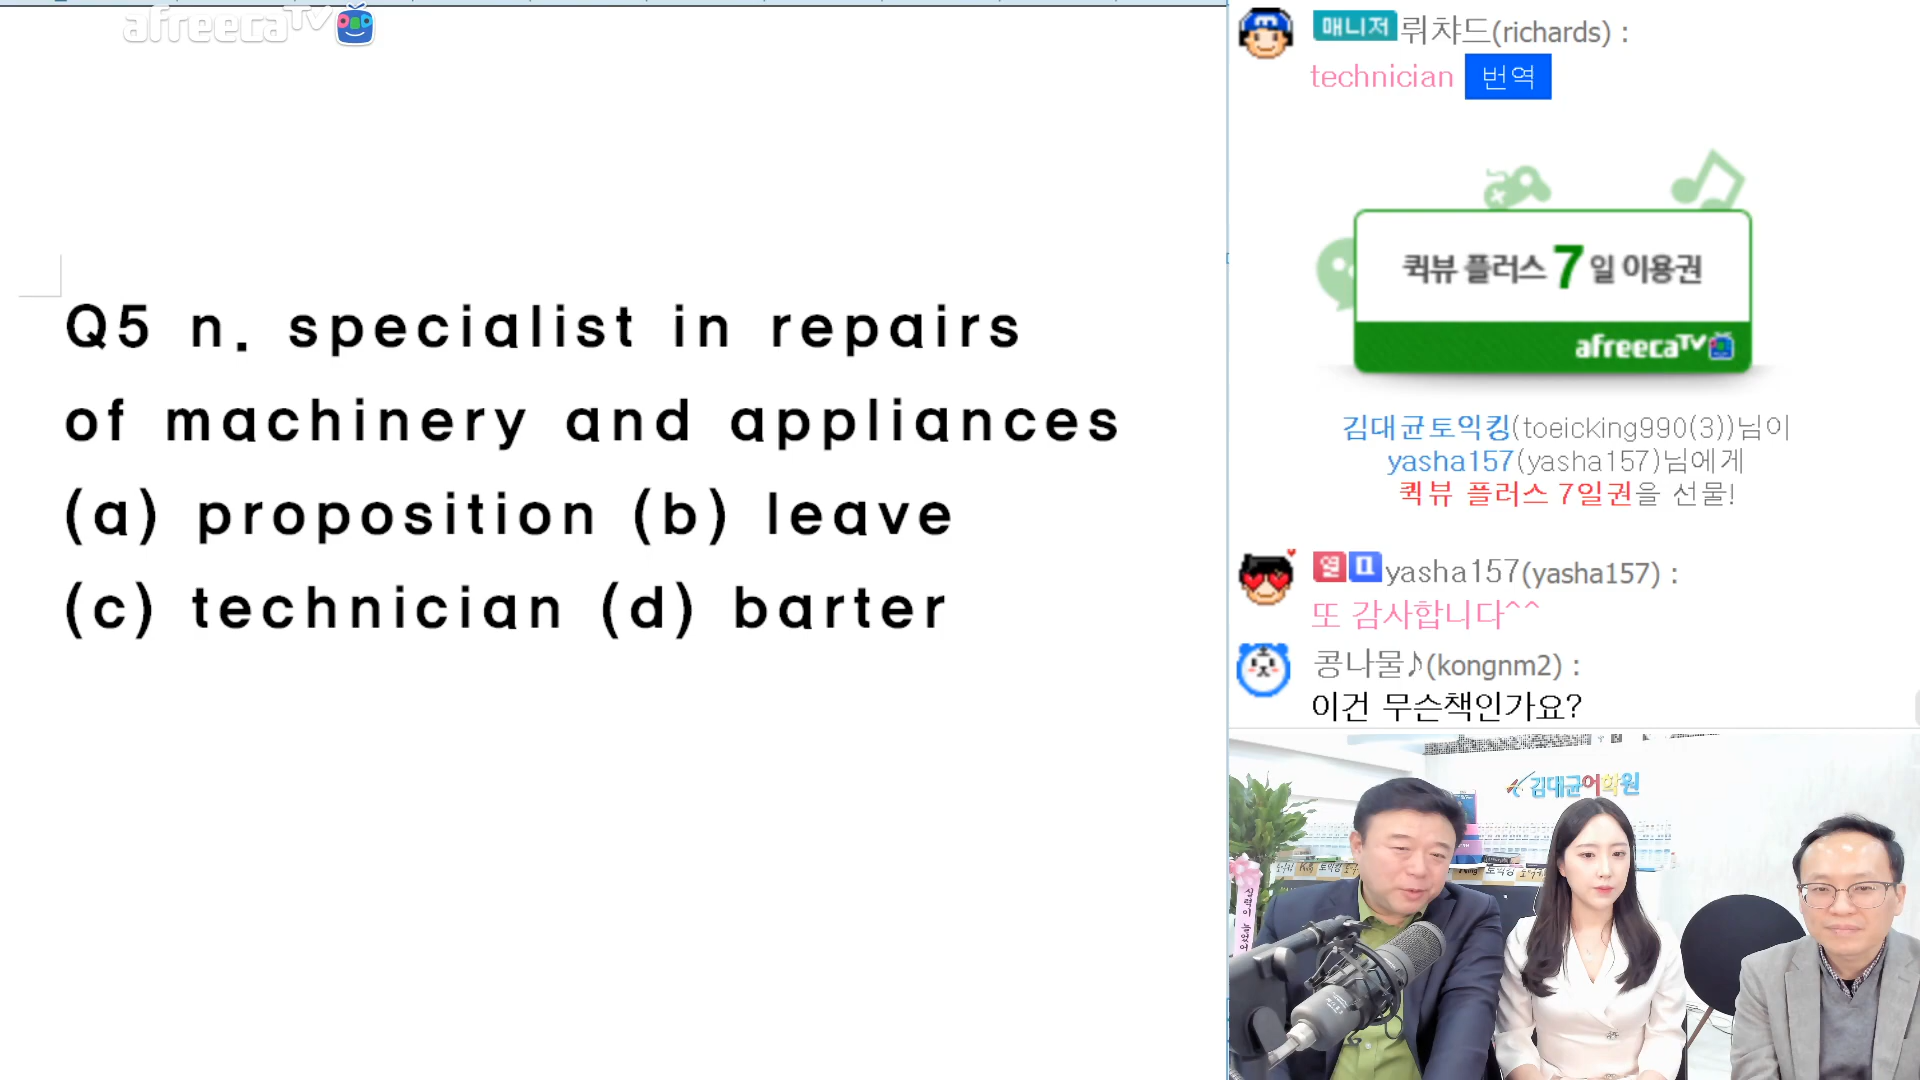 afreecaTV
Q5 n. specialist in repairs
of machinery and appliances
(a) proposition (b) leave
(c) technician (d) barter
매니저 뤼챠드(richards) :
technician 번역
퀵뷰 플러스 7일 이용권
afreecaTV
김대균토익킹(toeicking990(3))님이
yasha157(yasha157)님에게
퀵뷰 플러스 7일권을 선물!
열 yasha157(yasha157) :
또 감사합니다^^
콩나물♪(kongnm2) :
이건 무슨책인가요?
김대균어학원